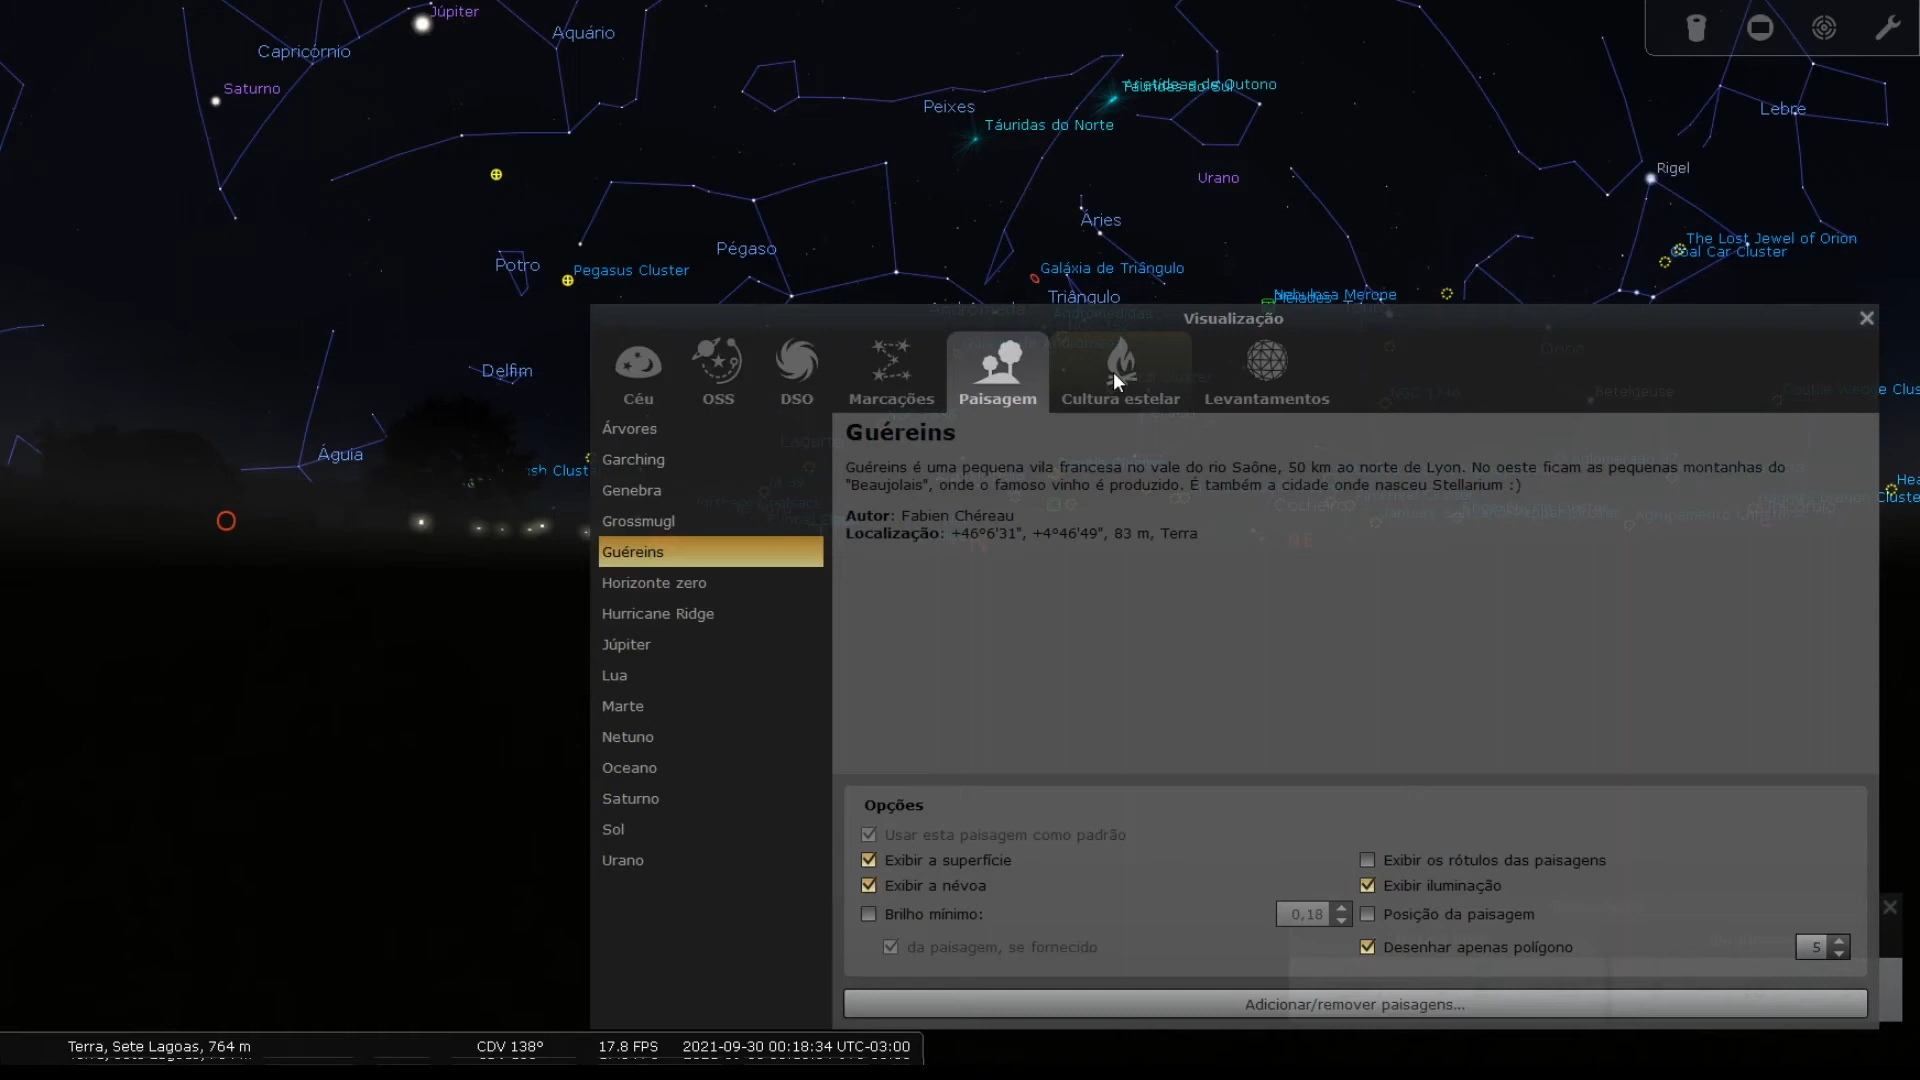 Júpiter
Aquário
Capricórnio
Saturno
Peixes
Táuridas do Norte
Lebre
Rigel
Urano
Áries
Pégaso
Potro
Pegasus Cluster
Galáxia de Triângulo
Triângulo
The Lost Jewel of Orion
Coal Car Cluster
Nebulosa Merope
Delfim
Águia
Visualização
Céu
OSS
DSO
Marcações
Paisagem
Cultura estelar
Levantamentos
Árvores
Garching
Genebra
Grossmugl
Guéreins
Horizonte zero
Hurricane Ridge
Júpiter
Lua
Marte
Netuno
Oceano
Saturno
Sol
Urano
Guéreins
Guéreins é uma pequena vila francesa no vale do rio Saône, 50 km ao norte de Lyon. No oeste ficam as pequenas montanhas do
"Beaujolais", onde o famoso vinho é produzido. É também a cidade onde nasceu Stellarium :)
Autor: Fabien Chéreau
Localização: +46°6'31", +4°46'49", 83 m, Terra
Opções
Usar esta paisagem como padrão
Exibir a superfície
Exibir os rótulos das paisagens
Exibir a névoa
Exibir iluminação
Brilho mínimo: 0,18
Posição da paisagem
da paisagem, se fornecido
Desenhar apenas polígono 5
Adicionar/remover paisagens...
Terra, Sete Lagoas, 764 m CDV 138° 17.8 FPS 2021-09-30 00:18:34 UTC-03:00